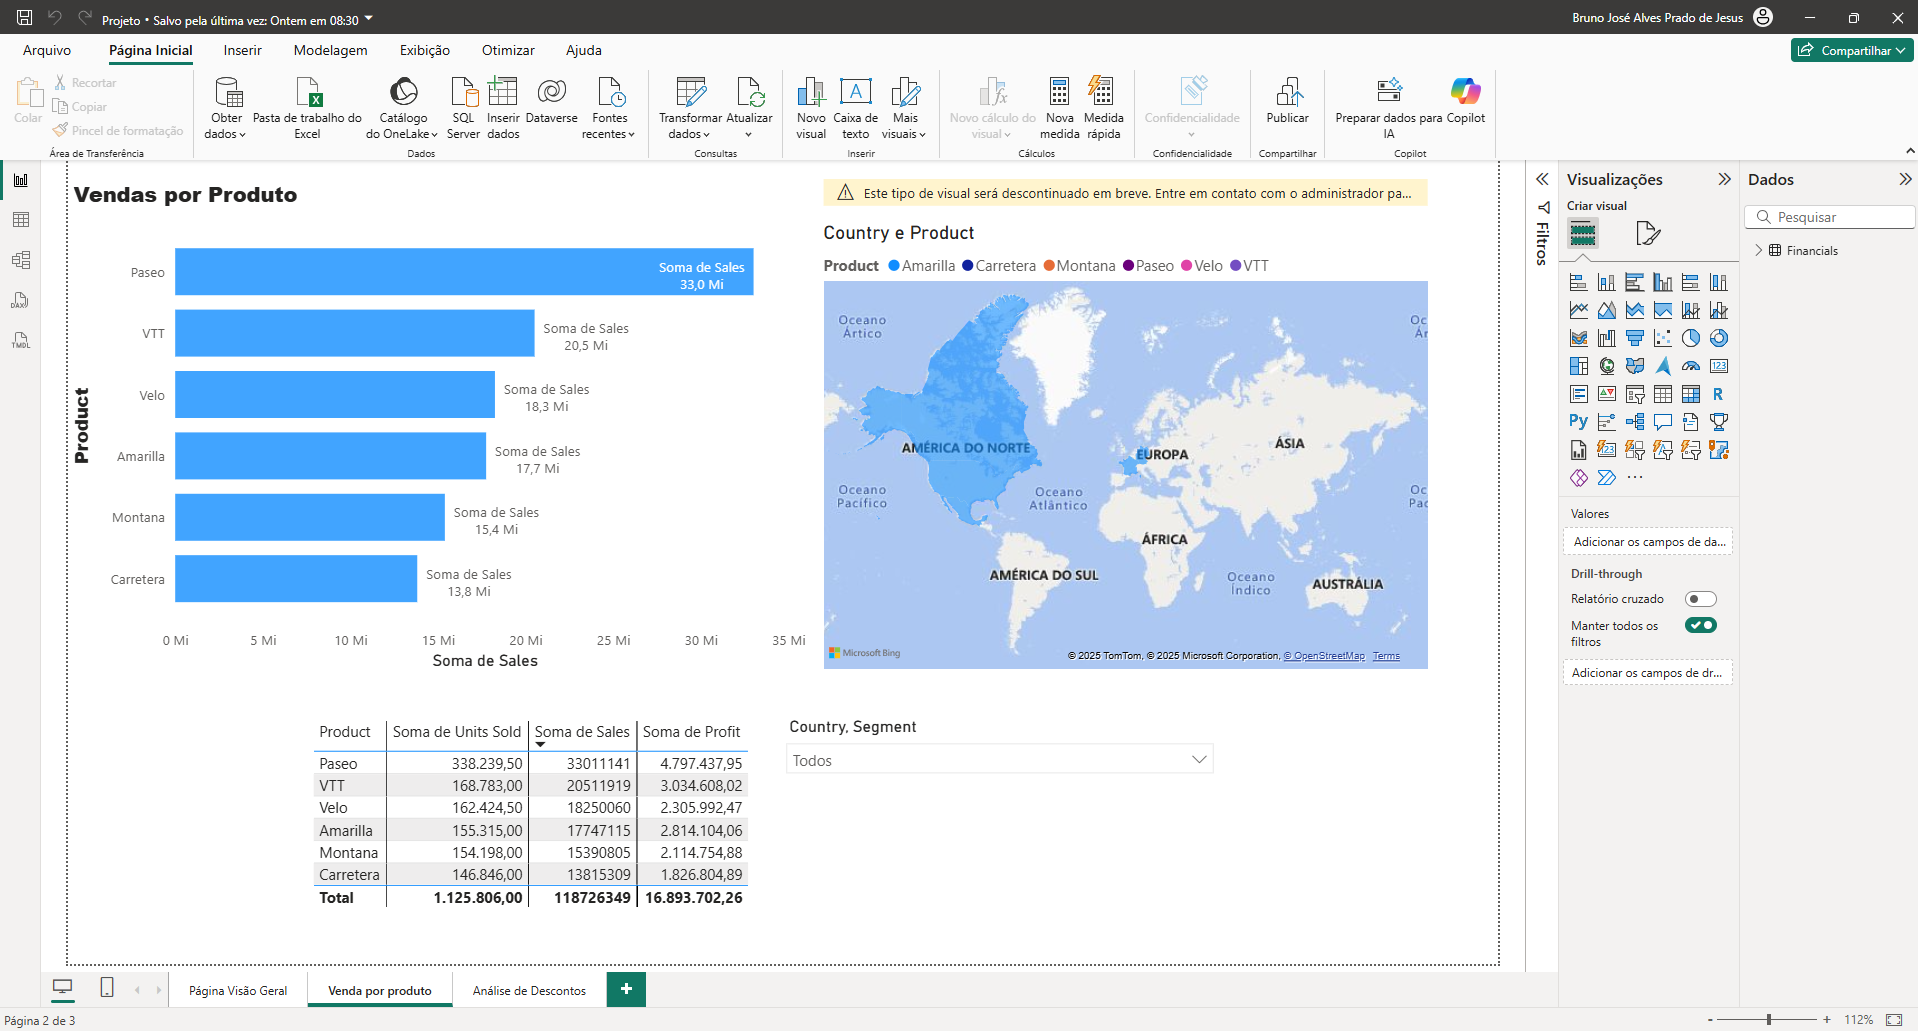 Projeto • Salvo pela última vez: Ontem em 08:30
Bruno José Alves Prado de Jesus
Arquivo
Página Inicial
Inserir
Modelagem
Exibição
Otimizar
Ajuda
Compartilhar
Colar
Recortar
Copiar
Pincel de formatação
Área de Transferência
Obter dados
Pasta de trabalho do Excel
Catálogo do OneLake
SQL Server
Inserir dados
Dataverse
Fontes recentes
Dados
Transformar dados
Atualizar
Consultas
Novo visual
Caixa de texto
Mais visuais
Inserir
Novo cálculo do visual
Nova medida
Medida rápida
Cálculos
Confidencialidade
Confidencialidade
Publicar
Compartilhar
Preparar dados para IA
Copilot
Copilot
DAX
TMDL
Vendas por Produto
Product
Paseo
Soma de Sales
33,0 Mi
VTT
Soma de Sales
20,5 Mi
Velo
Soma de Sales
18,3 Mi
Amarilla
Soma de Sales
17,7 Mi
Montana
Soma de Sales
15,4 Mi
Carretera
Soma de Sales
13,8 Mi
0 Mi 5 Mi 10 Mi 15 Mi 20 Mi 25 Mi 30 Mi 35 Mi
Soma de Sales
Este tipo de visual será descontinuado em breve. Entre em contato com o administrador pa...
Country e Product
Product Amarilla Carretera Montana Paseo Velo VTT
Oceano Ártico
Oc
Ár
AMÉRICA DO NORTE
EUROPA
ÁSIA
Oceano Pacífico
Oceano Atlântico
Oc
Pac
ÁFRICA
AMÉRICA DO SUL
Oceano Índico
AUSTRÁLIA
Microsoft Bing
© 2025 TomTom, © 2025 Microsoft Corporation, © OpenStreetMap Terms
Product Soma de Units Sold Soma de Sales Soma de Profit
Paseo 338.239,50 33011141 4.797.437,95
VTT 168.783,00 20511919 3.034.608,02
Velo 162.424,50 18250060 2.305.992,47
Amarilla 155.315,00 17747115 2.814.104,06
Montana 154.198,00 15390805 2.114.754,88
Carretera 146.846,00 13815309 1.826.804,89
Total 1.125.806,00 118726349 16.893.702,26
Country, Segment
Todos
Filtros
Visualizações
Criar visual
123
R
Py
123
Valores
Adicionar os campos de da...
Drill-through
Relatório cruzado
Manter todos os filtros
Adicionar os campos de dr...
Dados
Pesquisar
Financials
Página Visão Geral
Venda por produto
Análise de Descontos
Página 2 de 3
- + 112%